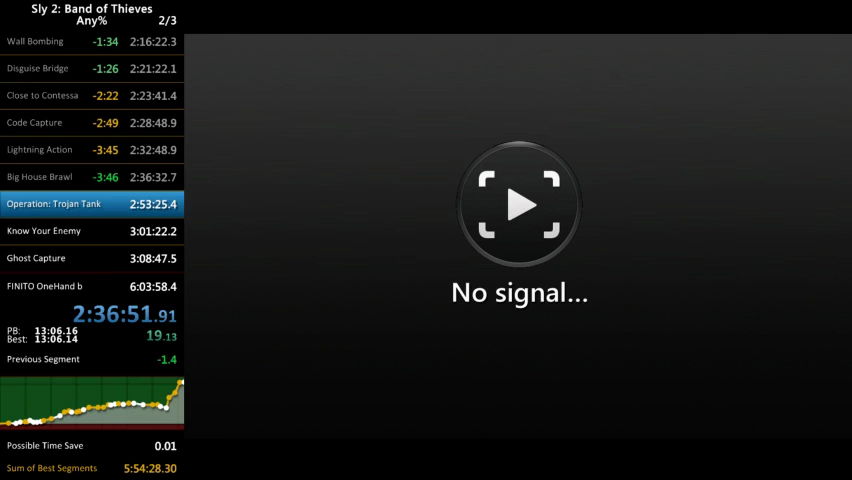 Sly 2: Band of Thieves
Any% 2/3
Wall Bombing -1:34 2:16:22.3
Disguise Bridge -1:26 2:21:22.1
Close to Contessa -2:22 2:23:41.4
Code Capture -2:49 2:28:48.9
Lightning Action -3:45 2:32:48.9
Big House Brawl -3:46 2:36:32.7
Operation: Trojan Tank 2:53:25.4
Know Your Enemy 3:01:22.2
Ghost Capture 3:08:47.5
FINITO OneHand b 6:03:58.4
2:36:51.91
PB: 13:06.16 19.13
Best: 13:06.14
Previous Segment -1.4
Possible Time Save 0.01
Sum of Best Segments 5:54:28.30
No signal...